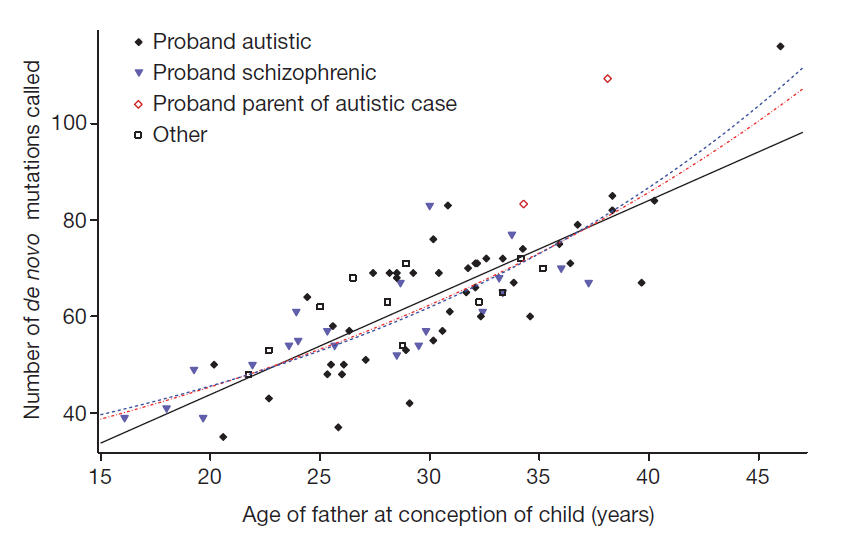 Proband autistic
Proband schizophrenic
Proband parent of autistic case
Other
Number of de novo mutations called
100
80
60
40
15 20 25 30 35 40 45
Age of father at conception of child (years)